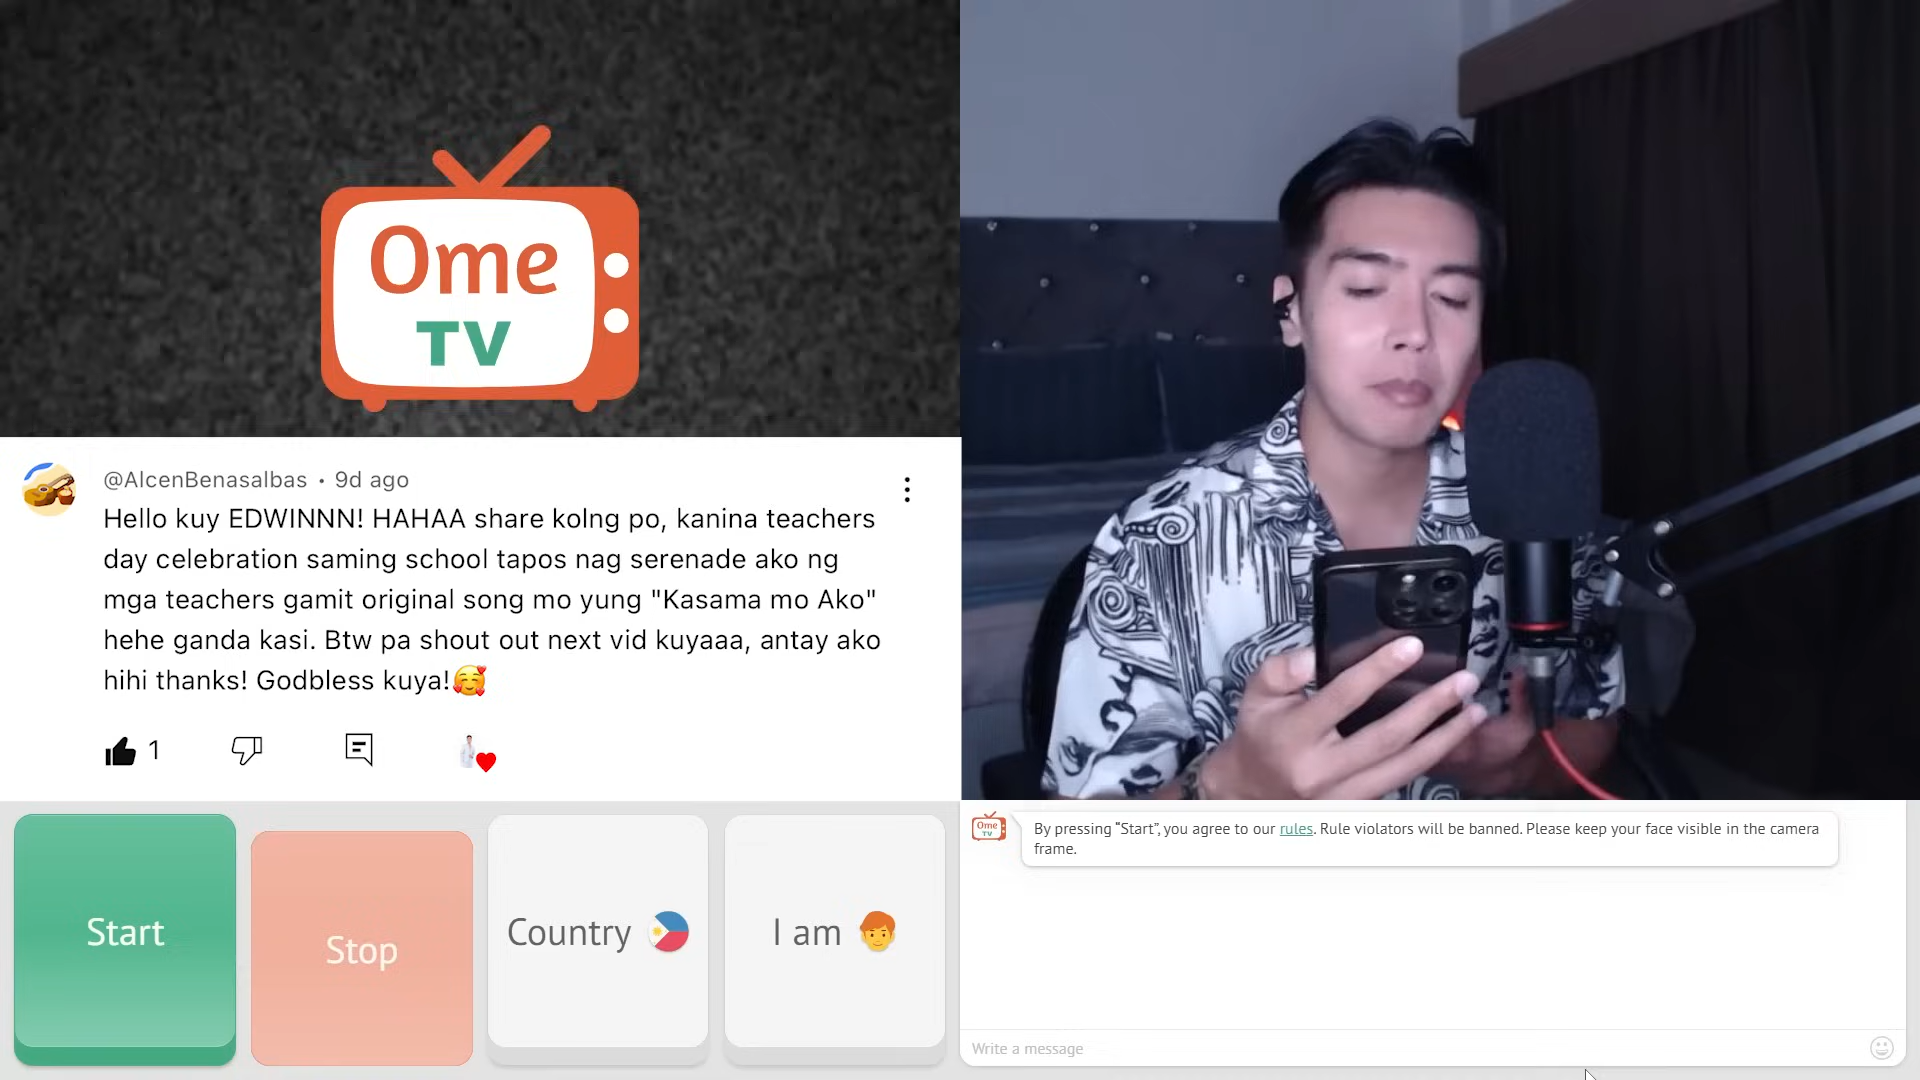 Ome
TV
@AlcenBenasalbas • 9d ago
Hello kuy EDWINNN! HAHAA share kolng po, kanina teachers
day celebration saming school tapos nag serenade ako ng
mga teachers gamit original song mo yung "Kasama mo Ako"
hehe ganda kasi. Btw pa shout out next vid kuyaaa, antay ako
hihi thanks! Godbless kuya!🥰
1
Start
Stop
Country
I am
Ome
TV
By pressing “Start”, you agree to our rules. Rule violators will be banned. Please keep your face visible in the camera
frame.
Write a message